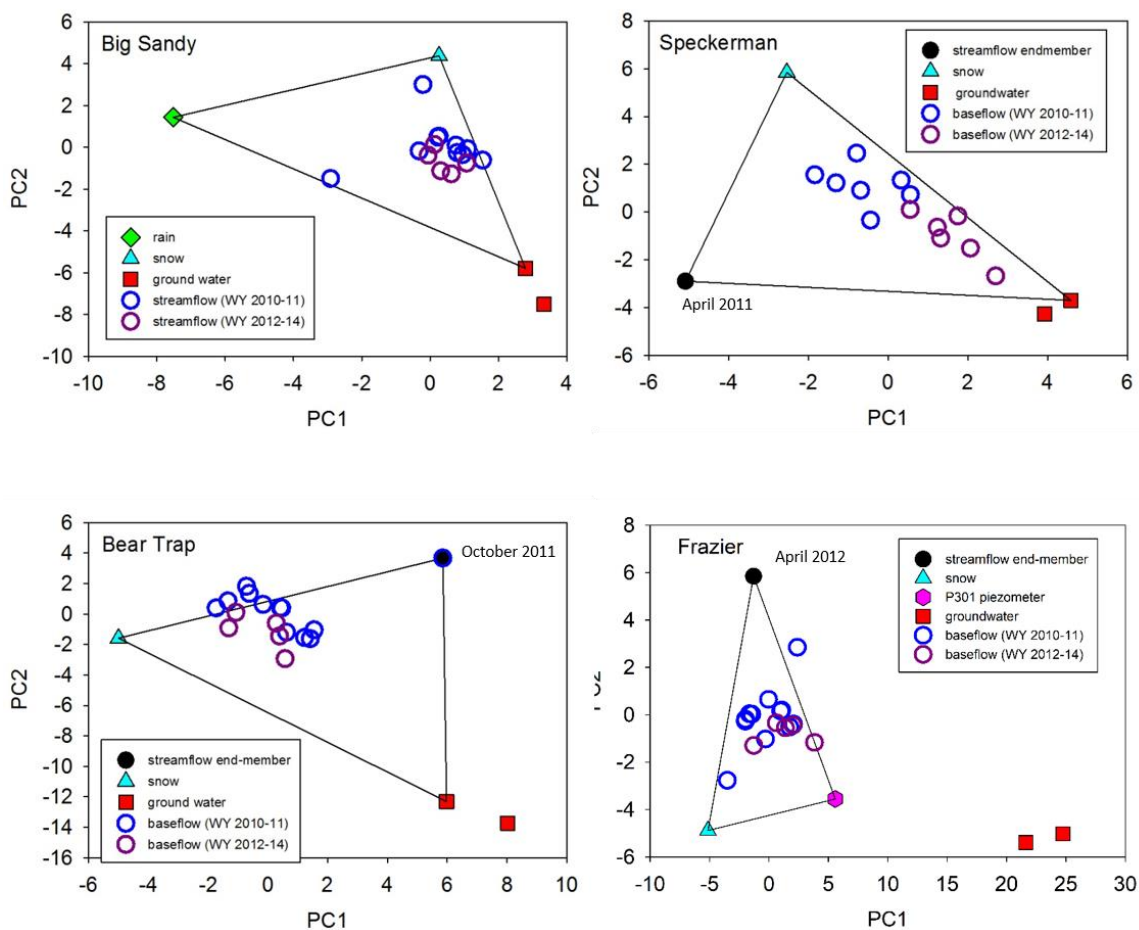 Big Sandy
6
4
2
0
-2
-4
-6
-8
-10
PC2
rain
snow
ground water
streamflow (WY 2010-11)
streamflow (WY 2012-14)
-10 -8 -6 -4 -2 0 2 4
PC1
Speckerman
8
6
4
2
0
-2
-4
-6
PC2
streamflow endmember
snow
groundwater
baseflow (WY 2010-11)
baseflow (WY 2012-14)
April 2011
-6 -4 -2 0 2 4 6
PC1
Bear Trap
October 2011
6
4
2
0
-2
-4
-6
-8
-10
-12
-14
-16
PC2
streamflow end-member
snow
ground water
baseflow (WY 2010-11)
baseflow (WY 2012-14)
-6 -4 -2 0 2 4 6 8 10
PC1
Frazier
April 2012
8
6
4
2
0
-2
-4
-6
PC2
streamflow end-member
snow
P301 piezometer
groundwater
baseflow (WY 2010-11)
baseflow (WY 2012-14)
-10 -5 0 5 10 15 20 25 30
PC1